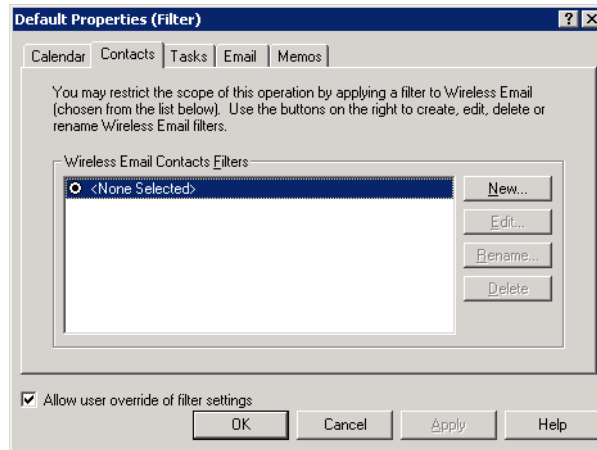 Default Properties (Filter)
Calendar Contacts Tasks Email Memos
You may restrict the scope of this operation by applying a filter to Wireless Email
(chosen from the list below). Use the buttons on the right to create, edit, delete or
rename Wireless Email filters.
Wireless Email Contacts Filters
<None Selected>
New...
Edit...
Rename...
Delete
Allow user override of filter settings
OK Cancel Apply Help